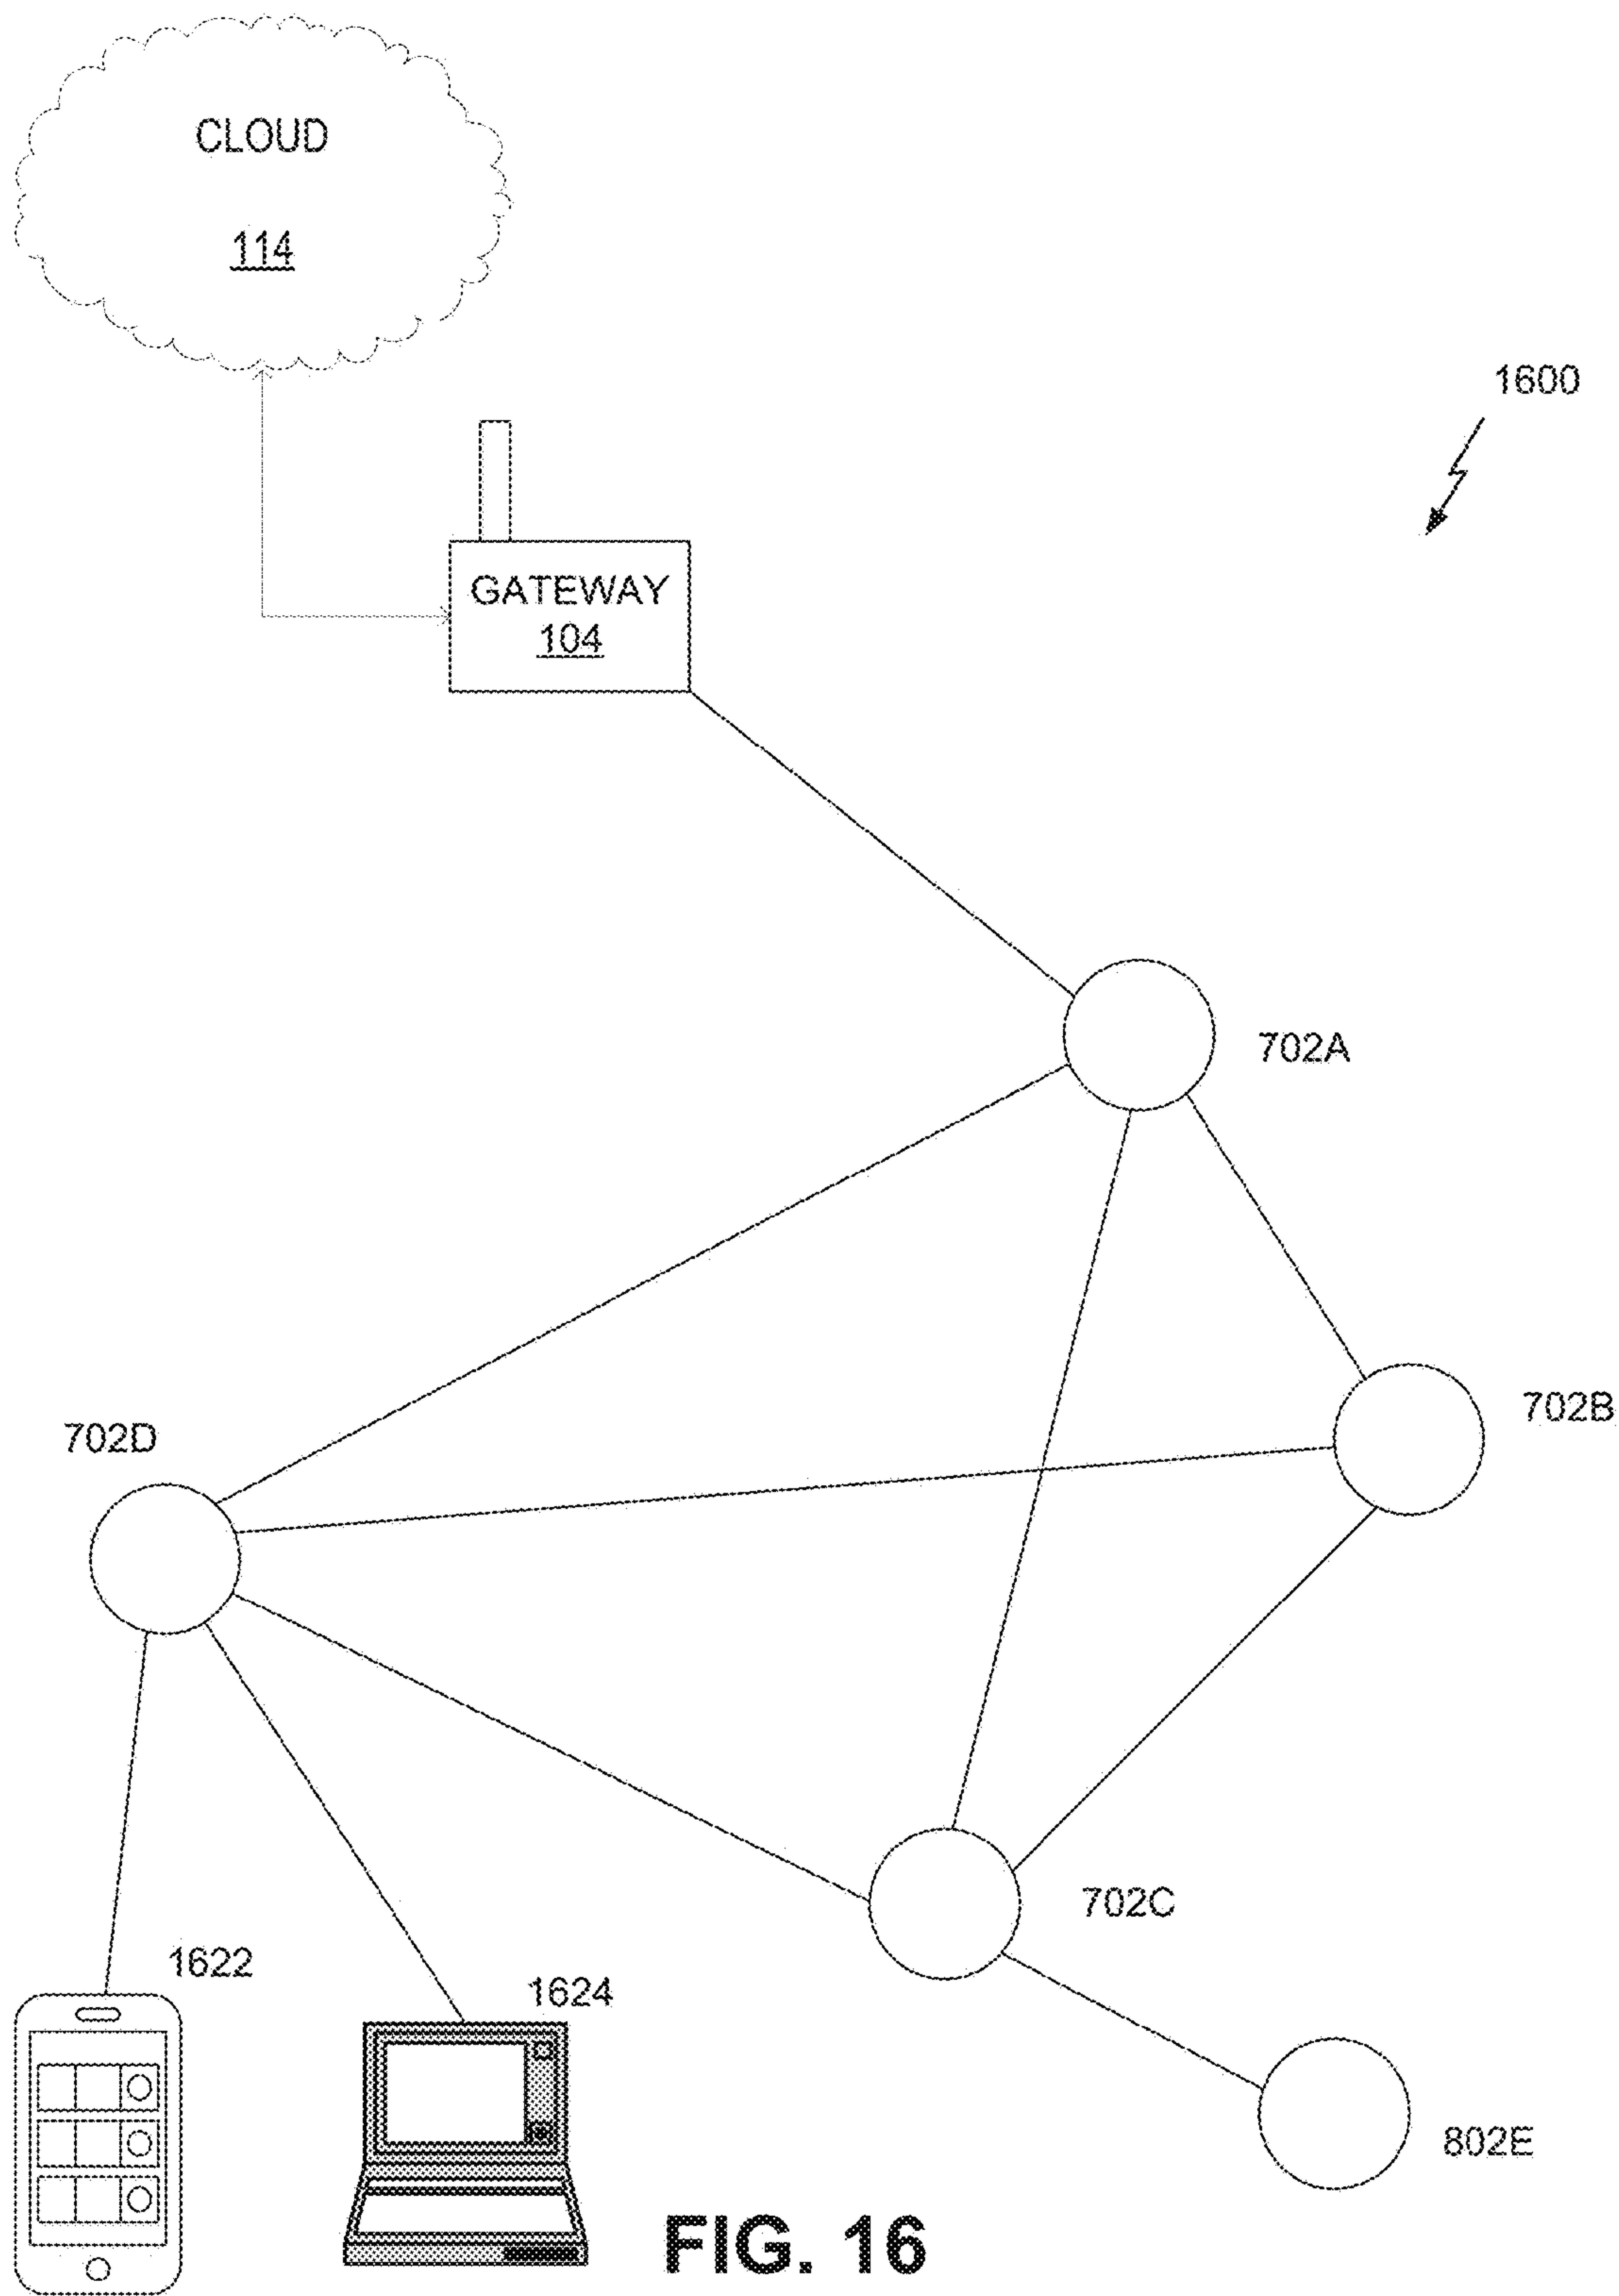 CLOUD
114
1600
GATEWAY
104
702A
702B
702D
702C
1622
1624
802E
FIG. 16